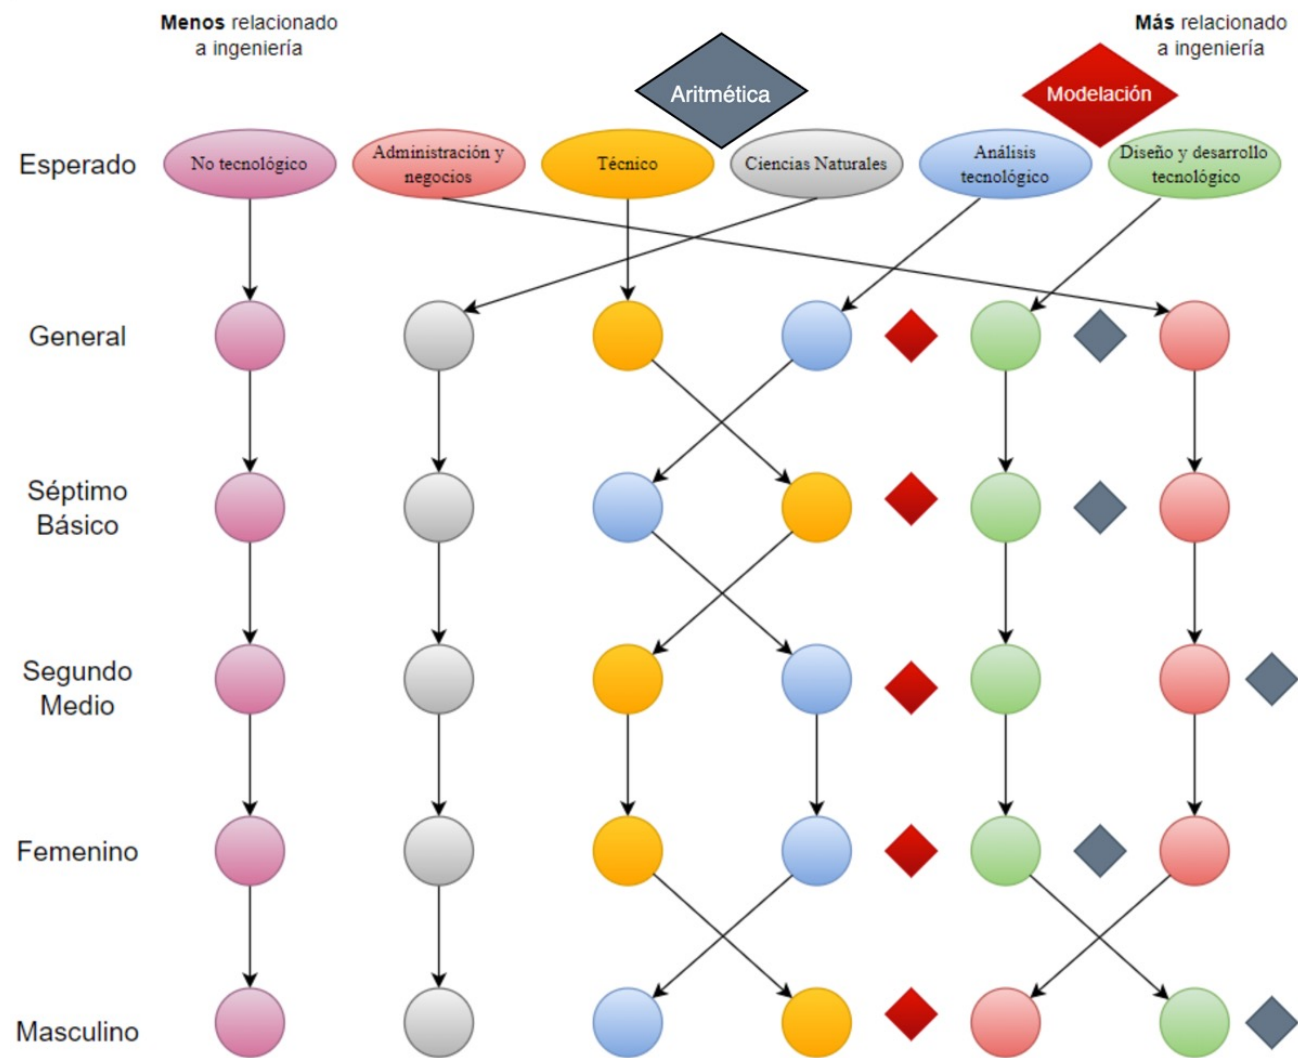 Menos relacionado
a ingeniería
Más relacionado
a ingeniería
Aritmética
Modelación
Esperado
No tecnológico
Administración y
negocios
Técnico
Ciencias Naturales
Análisis
tecnológico
Diseño y desarrollo
tecnológico
General
Séptimo
Básico
Segundo
Medio
Femenino
Masculino